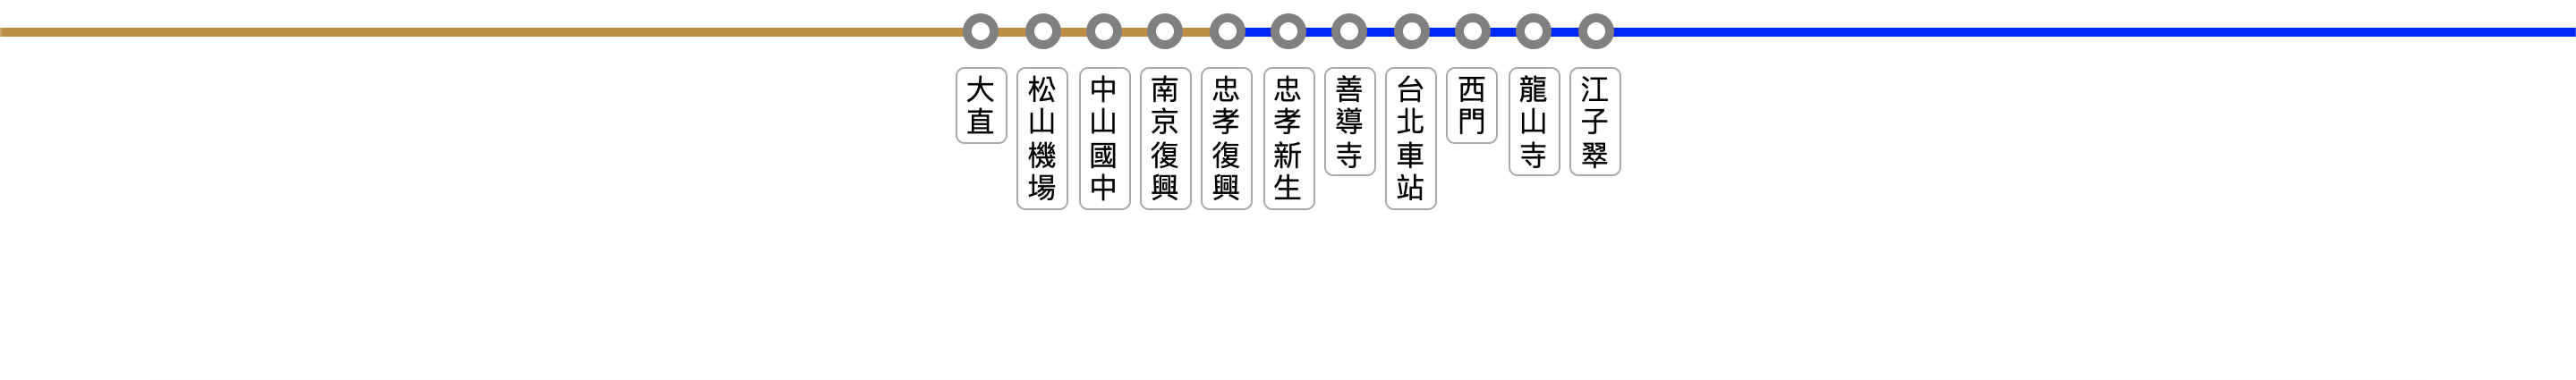 大直
松山機場
中山國中
南京復興
忠孝復興
忠孝新生
善導寺
台北車站
西門
龍山寺
江子翠